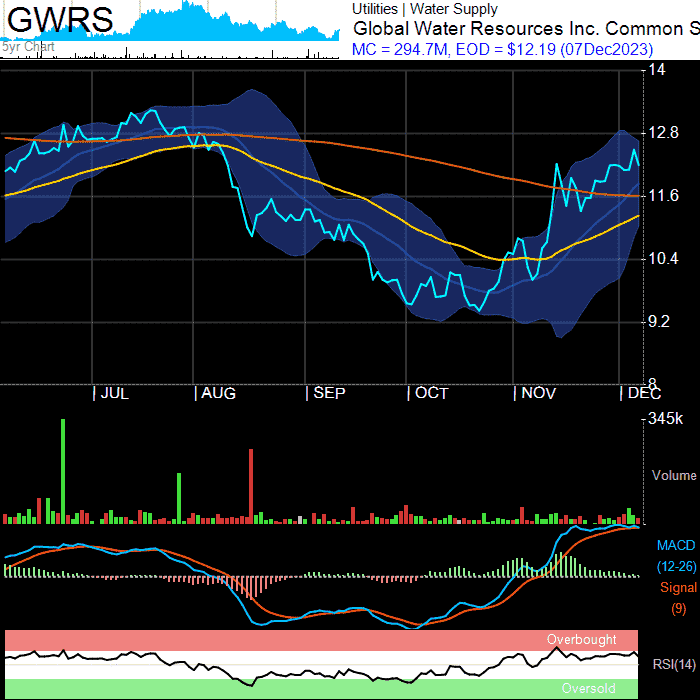 GWRS
5yr Chart
Utilities | Water Supply
Global Water Resources Inc. Common S
MC = 294.7M, EOD = $12.19 (07Dec2023)
14
12.8
11.6
10.4
9.2
8
| JUL | AUG | SEP | OCT | NOV | DEC
345k
Volume
MACD
(12-26)
Signal
(9)
Overbought
RSI(14)
Oversold